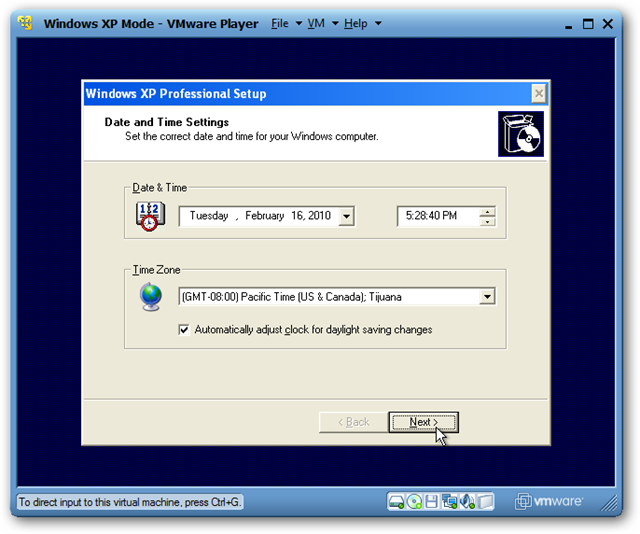 Windows XP Mode - VMware Player File VM Help
Windows XP Professional Setup
Date and Time Settings
Set the correct date and time for your Windows computer.
Date & Time
12
Tuesday , February 16, 2010 5:28:40 PM
Time Zone
(GMT-08:00) Pacific Time (US & Canada); Tijuana
Automatically adjust clock for daylight saving changes
< Back Next >
To direct input to this virtual machine, press Ctrl+G. vmware